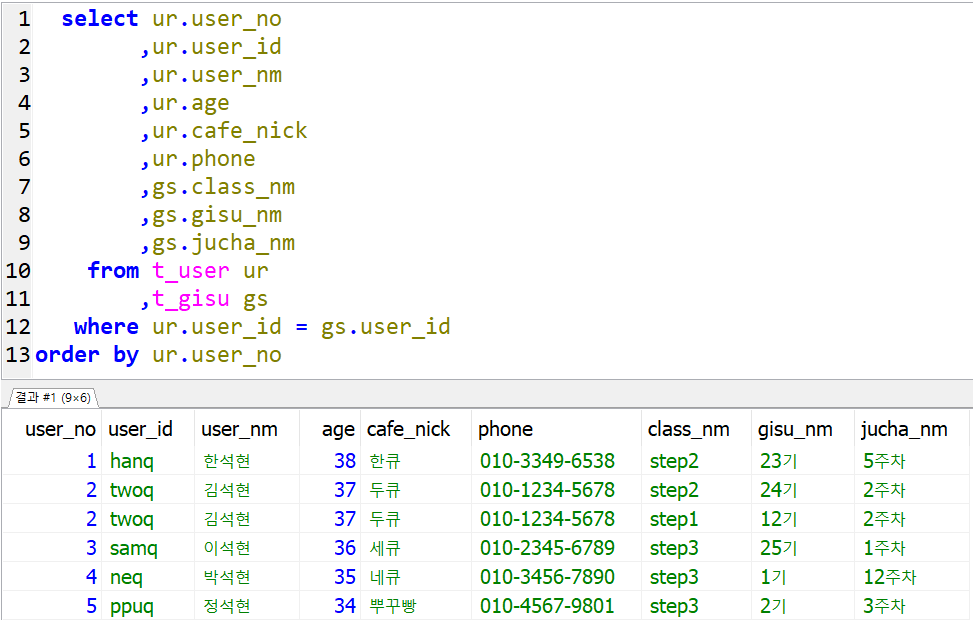 1 select ur.user_no
2 ,ur.user_id
3 ,ur.user_nm
4 ,ur.age
5 ,ur.cafe_nick
6 ,ur.phone
7 ,gs.class_nm
8 ,gs.gisu_nm
9 ,gs.jucha_nm
10 from t_user ur
11 ,t_gisu gs
12 where ur.user_id = gs.user_id
13 order by ur.user_no
결과 #1 (9×6)
user_no user_id user_nm age cafe_nick phone class_nm gisu_nm jucha_nm
1 hanq 한석현 38 한큐 010-3349-6538 step2 23기 5주차
2 twoq 김석현 37 두큐 010-1234-5678 step2 24기 2주차
2 twoq 김석현 37 두큐 010-1234-5678 step1 12기 2주차
3 samq 이석현 36 세큐 010-2345-6789 step3 25기 1주차
4 neq 박석현 35 네큐 010-3456-7890 step3 1기 12주차
5 ppuq 정석현 34 뿌꾸빵 010-4567-9801 step3 2기 3주차